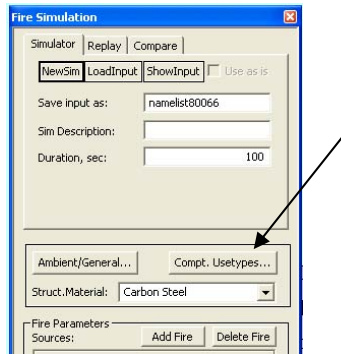 Fire Simulation
Simulator Replay Compare
NewSim LoadInput ShowInput Use as is
Save input as: namelist80066
Sim Description:
Duration, sec: 100
Ambient/General... Compt. Usetypes...
Struct.Material: Carbon Steel
Fire Parameters
Sources: Add Fire Delete Fire